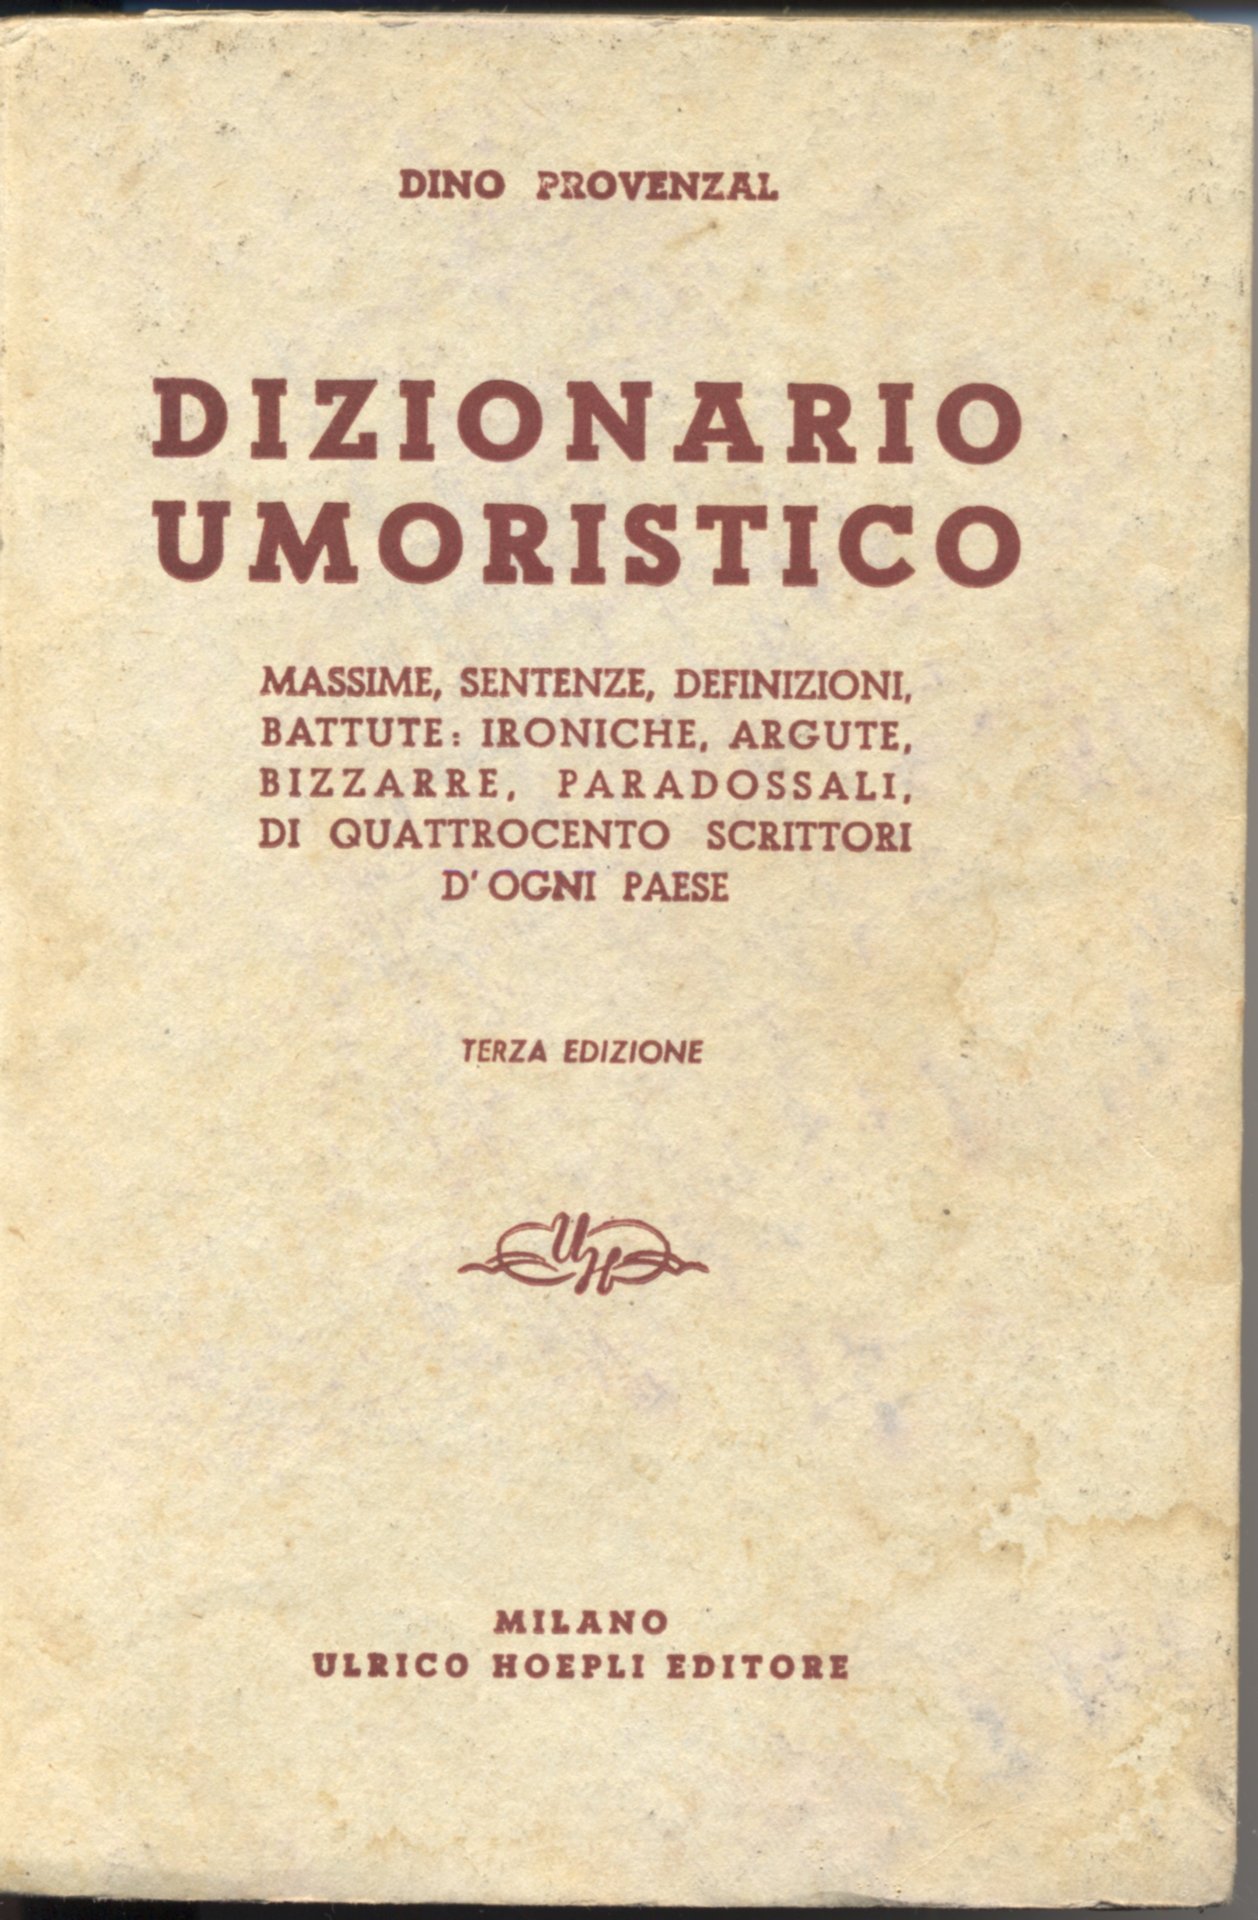 DINO PROVENZAL
DIZIONARIO
UMORISTICO
MASSIME, SENTENZE, DEFINIZIONI,
BATTUTE: IRONICHE, ARGUTE,
BIZZARRE, PARADOSSALI,
DI QUATTROCENTO SCRITTORI
D'OGNI PAESE
TERZA EDIZIONE
UH
MILANO
ULRICO HOEPLI EDITORE